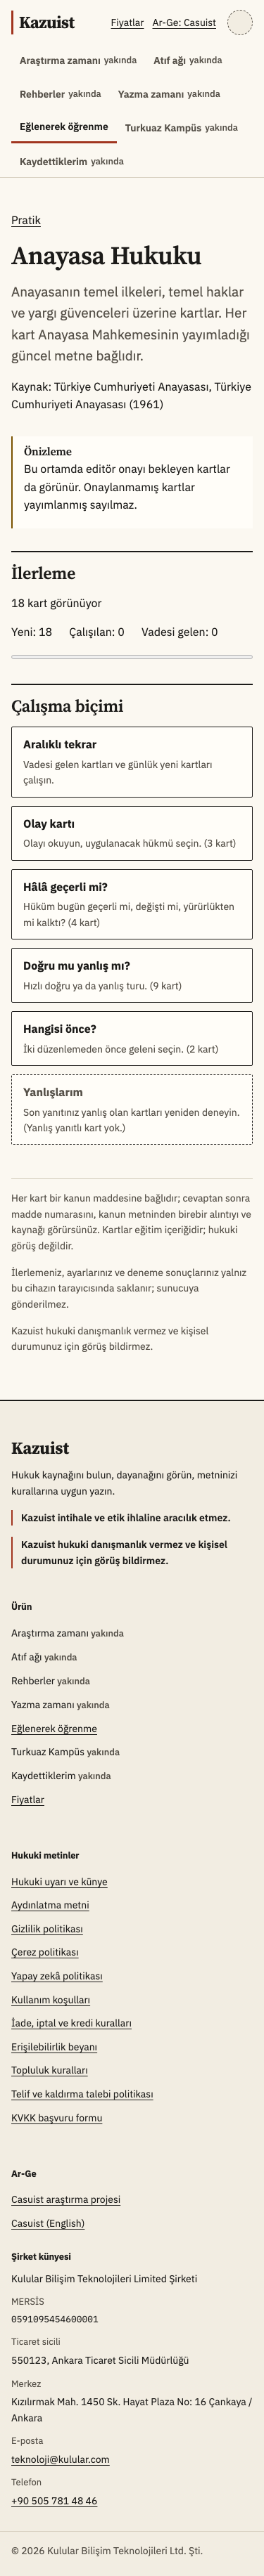 Kazuist
Fiyatlar
Ar-Ge: Casuist
Araştırma zamanı yakında
Atıf ağı yakında
Rehberler yakında
Yazma zamanı yakında
Eğlenerek öğrenme
Turkuaz Kampüs yakında
Kaydettiklerim yakında
Pratik
Anayasa Hukuku
Anayasanın temel ilkeleri, temel haklar
ve yargı güvenceleri üzerine kartlar. Her
kart Anayasa Mahkemesinin yayımladığı
güncel metne bağlıdır.
Kaynak: Türkiye Cumhuriyeti Anayasası, Türkiye
Cumhuriyeti Anayasası (1961)
Önizleme
Bu ortamda editör onayı bekleyen kartlar
da görünür. Onaylanmamış kartlar
yayımlanmış sayılmaz.
İlerleme
18 kart görünüyor
Yeni: 18
Çalışılan: 0
Vadesi gelen: 0
Çalışma biçimi
Aralıklı tekrar
Vadesi gelen kartları ve günlük yeni kartları
çalışın.
Olay kartı
Olayı okuyun, uygulanacak hükmü seçin. (3 kart)
Hâlâ geçerli mi?
Hüküm bugün geçerli mi, değişti mi, yürürlükten
mi kalktı? (4 kart)
Doğru mu yanlış mı?
Hızlı doğru ya da yanlış turu. (9 kart)
Hangisi önce?
İki düzenlemeden önce geleni seçin. (2 kart)
Yanlışlarım
Son yanıtınız yanlış olan kartları yeniden deneyin.
(Yanlış yanıtlı kart yok.)
Her kart bir kanun maddesine bağlıdır; cevaptan sonra
madde numarasını, kanun metninden birebir alıntıyı ve
kaynağı görürsünüz. Kartlar eğitim içeriğidir; hukuki
görüş değildir.
İlerlemeniz, ayarlarınız ve deneme sonuçlarınız yalnız
bu cihazın tarayıcısında saklanır; sunucuya
gönderilmez.
Kazuist hukuki danışmanlık vermez ve kişisel
durumunuz için görüş bildirmez.
Kazuist
Hukuk kaynağını bulun, dayanağını görün, metninizi
kurallarına uygun yazın.
Kazuist intihale ve etik ihlaline aracılık etmez.
Kazuist hukuki danışmanlık vermez ve kişisel
durumunuz için görüş bildirmez.
Ürün
Araştırma zamanı yakında
Atıf ağı yakında
Rehberler yakında
Yazma zamanı yakında
Eğlenerek öğrenme
Turkuaz Kampüs yakında
Kaydettiklerim yakında
Fiyatlar
Hukuki metinler
Hukuki uyarı ve künye
Aydınlatma metni
Gizlilik politikası
Çerez politikası
Yapay zekâ politikası
Kullanım koşulları
İade, iptal ve kredi kuralları
Erişilebilirlik beyanı
Topluluk kuralları
Telif ve kaldırma talebi politikası
KVKK başvuru formu
Ar-Ge
Casuist araştırma projesi
Casuist (English)
Şirket künyesi
Kulular Bilişim Teknolojileri Limited Şirketi
MERSİS
0591095454600001
Ticaret sicili
550123, Ankara Ticaret Sicili Müdürlüğü
Merkez
Kızılırmak Mah. 1450 Sk. Hayat Plaza No: 16 Çankaya /
Ankara
E-posta
teknoloji@kulular.com
Telefon
+90 505 781 48 46
© 2026 Kulular Bilişim Teknolojileri Ltd. Şti.